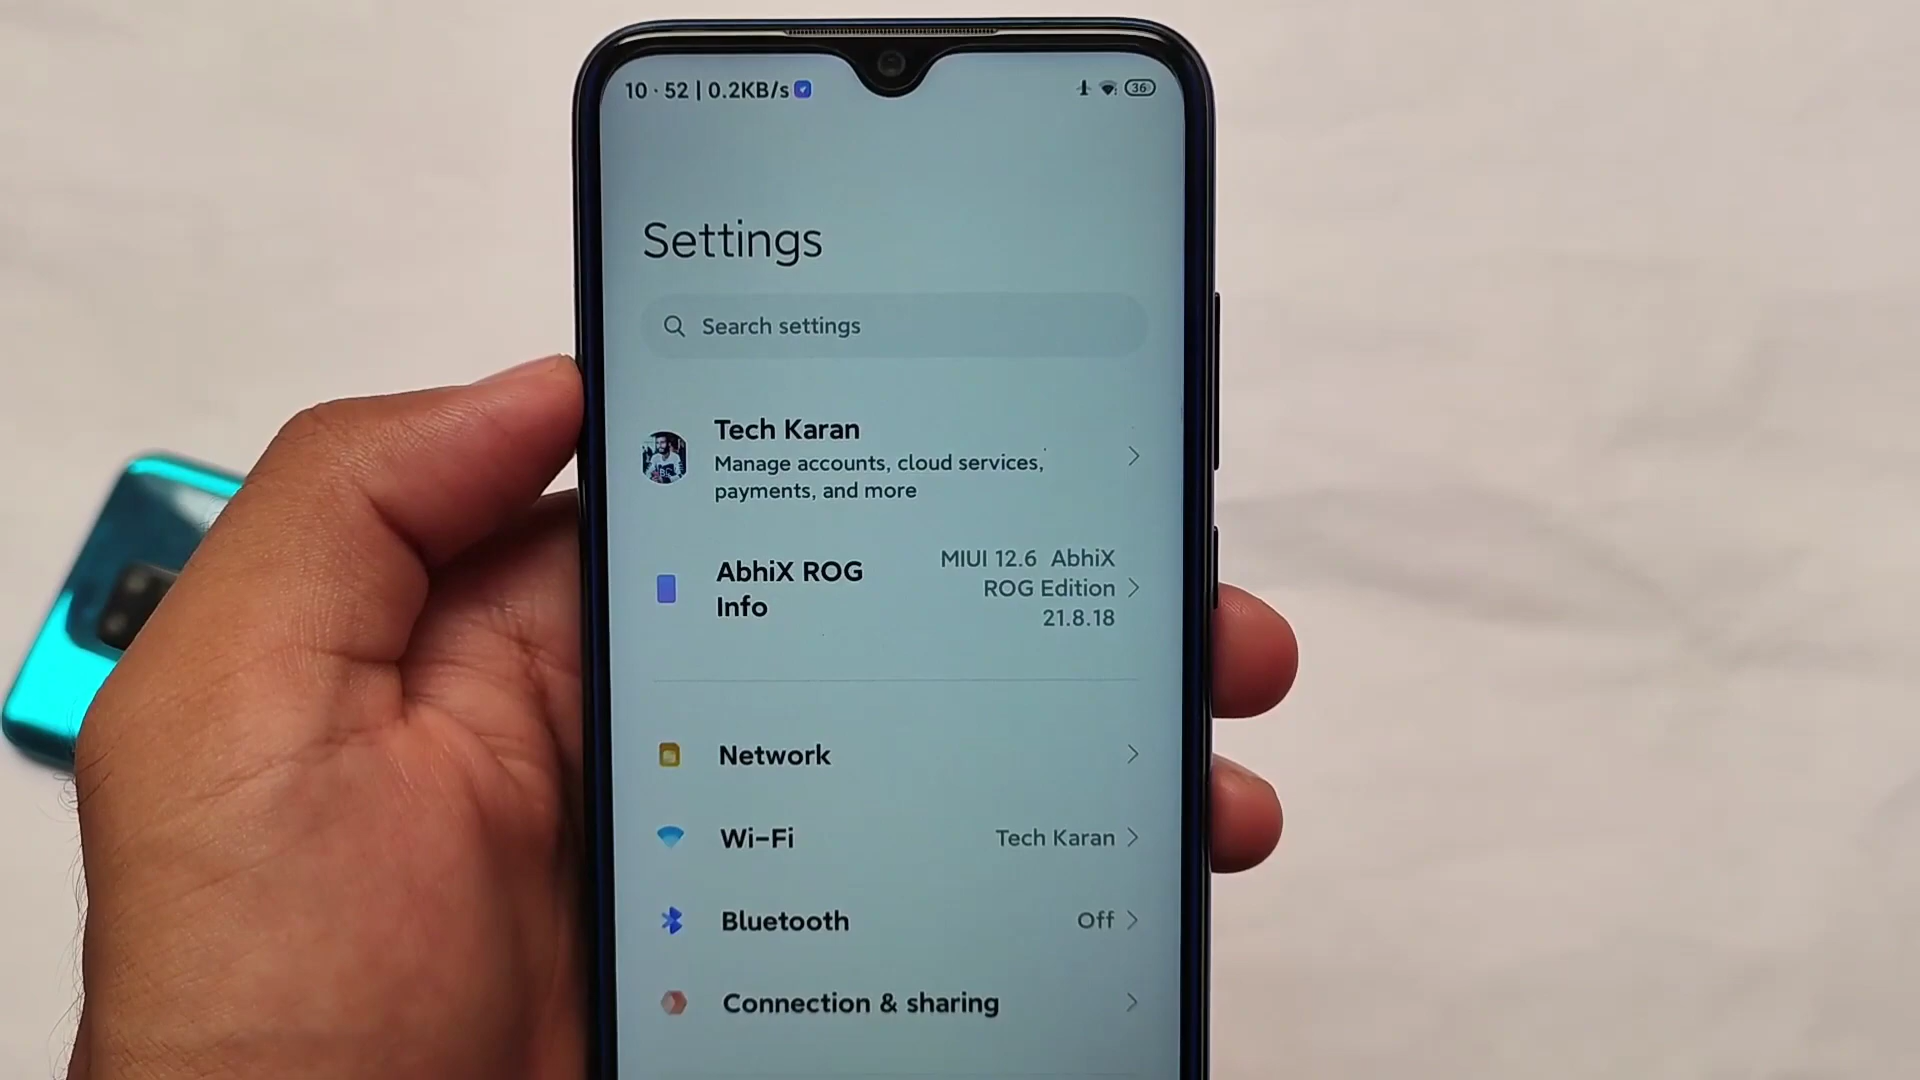 10 · 52 | 0.2KB/s
36
Settings
Search settings
Tech Karan
Manage accounts, cloud services,
payments, and more
AbhiX ROG
Info
MIUI 12.6 AbhiX
ROG Edition
21.8.18
Network
Wi-Fi
Tech Karan
Bluetooth
Off
Connection & sharing